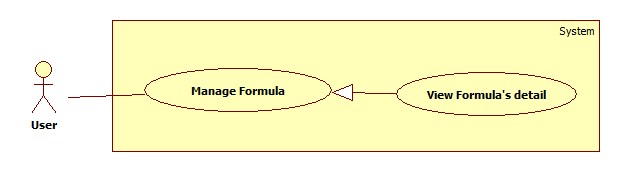 System
Manage Formula
View Formula's detail
User